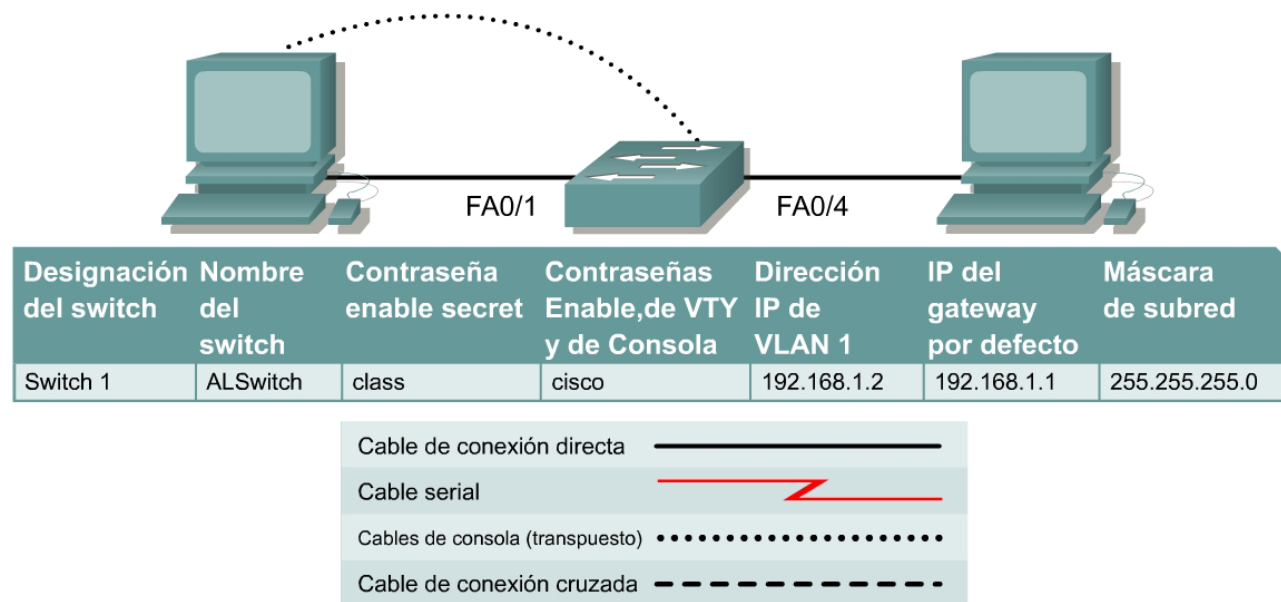 FA0/1
FA0/4
Designación del switch
Nombre del switch
Contraseña enable secret
Contraseñas Enable,de VTY y de Consola
Dirección IP de VLAN 1
IP del gateway por defecto
Máscara de subred
Switch 1
ALSwitch
class
cisco
192.168.1.2
192.168.1.1
255.255.255.0
Cable de conexión directa
Cable serial
Cables de consola (transpuesto)
Cable de conexión cruzada